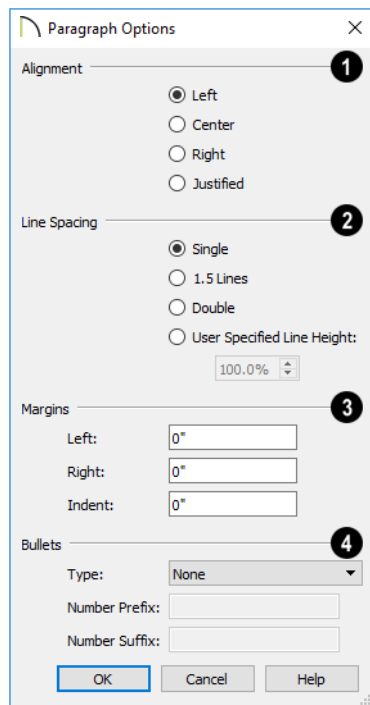 Paragraph Options
Alignment 1
Left
Center
Right
Justified
Line Spacing 2
Single
1.5 Lines
Double
User Specified Line Height:
100.0%
Margins 3
Left: 0"
Right: 0"
Indent: 0"
Bullets 4
Type: None
Number Prefix:
Number Suffix:
OK Cancel Help